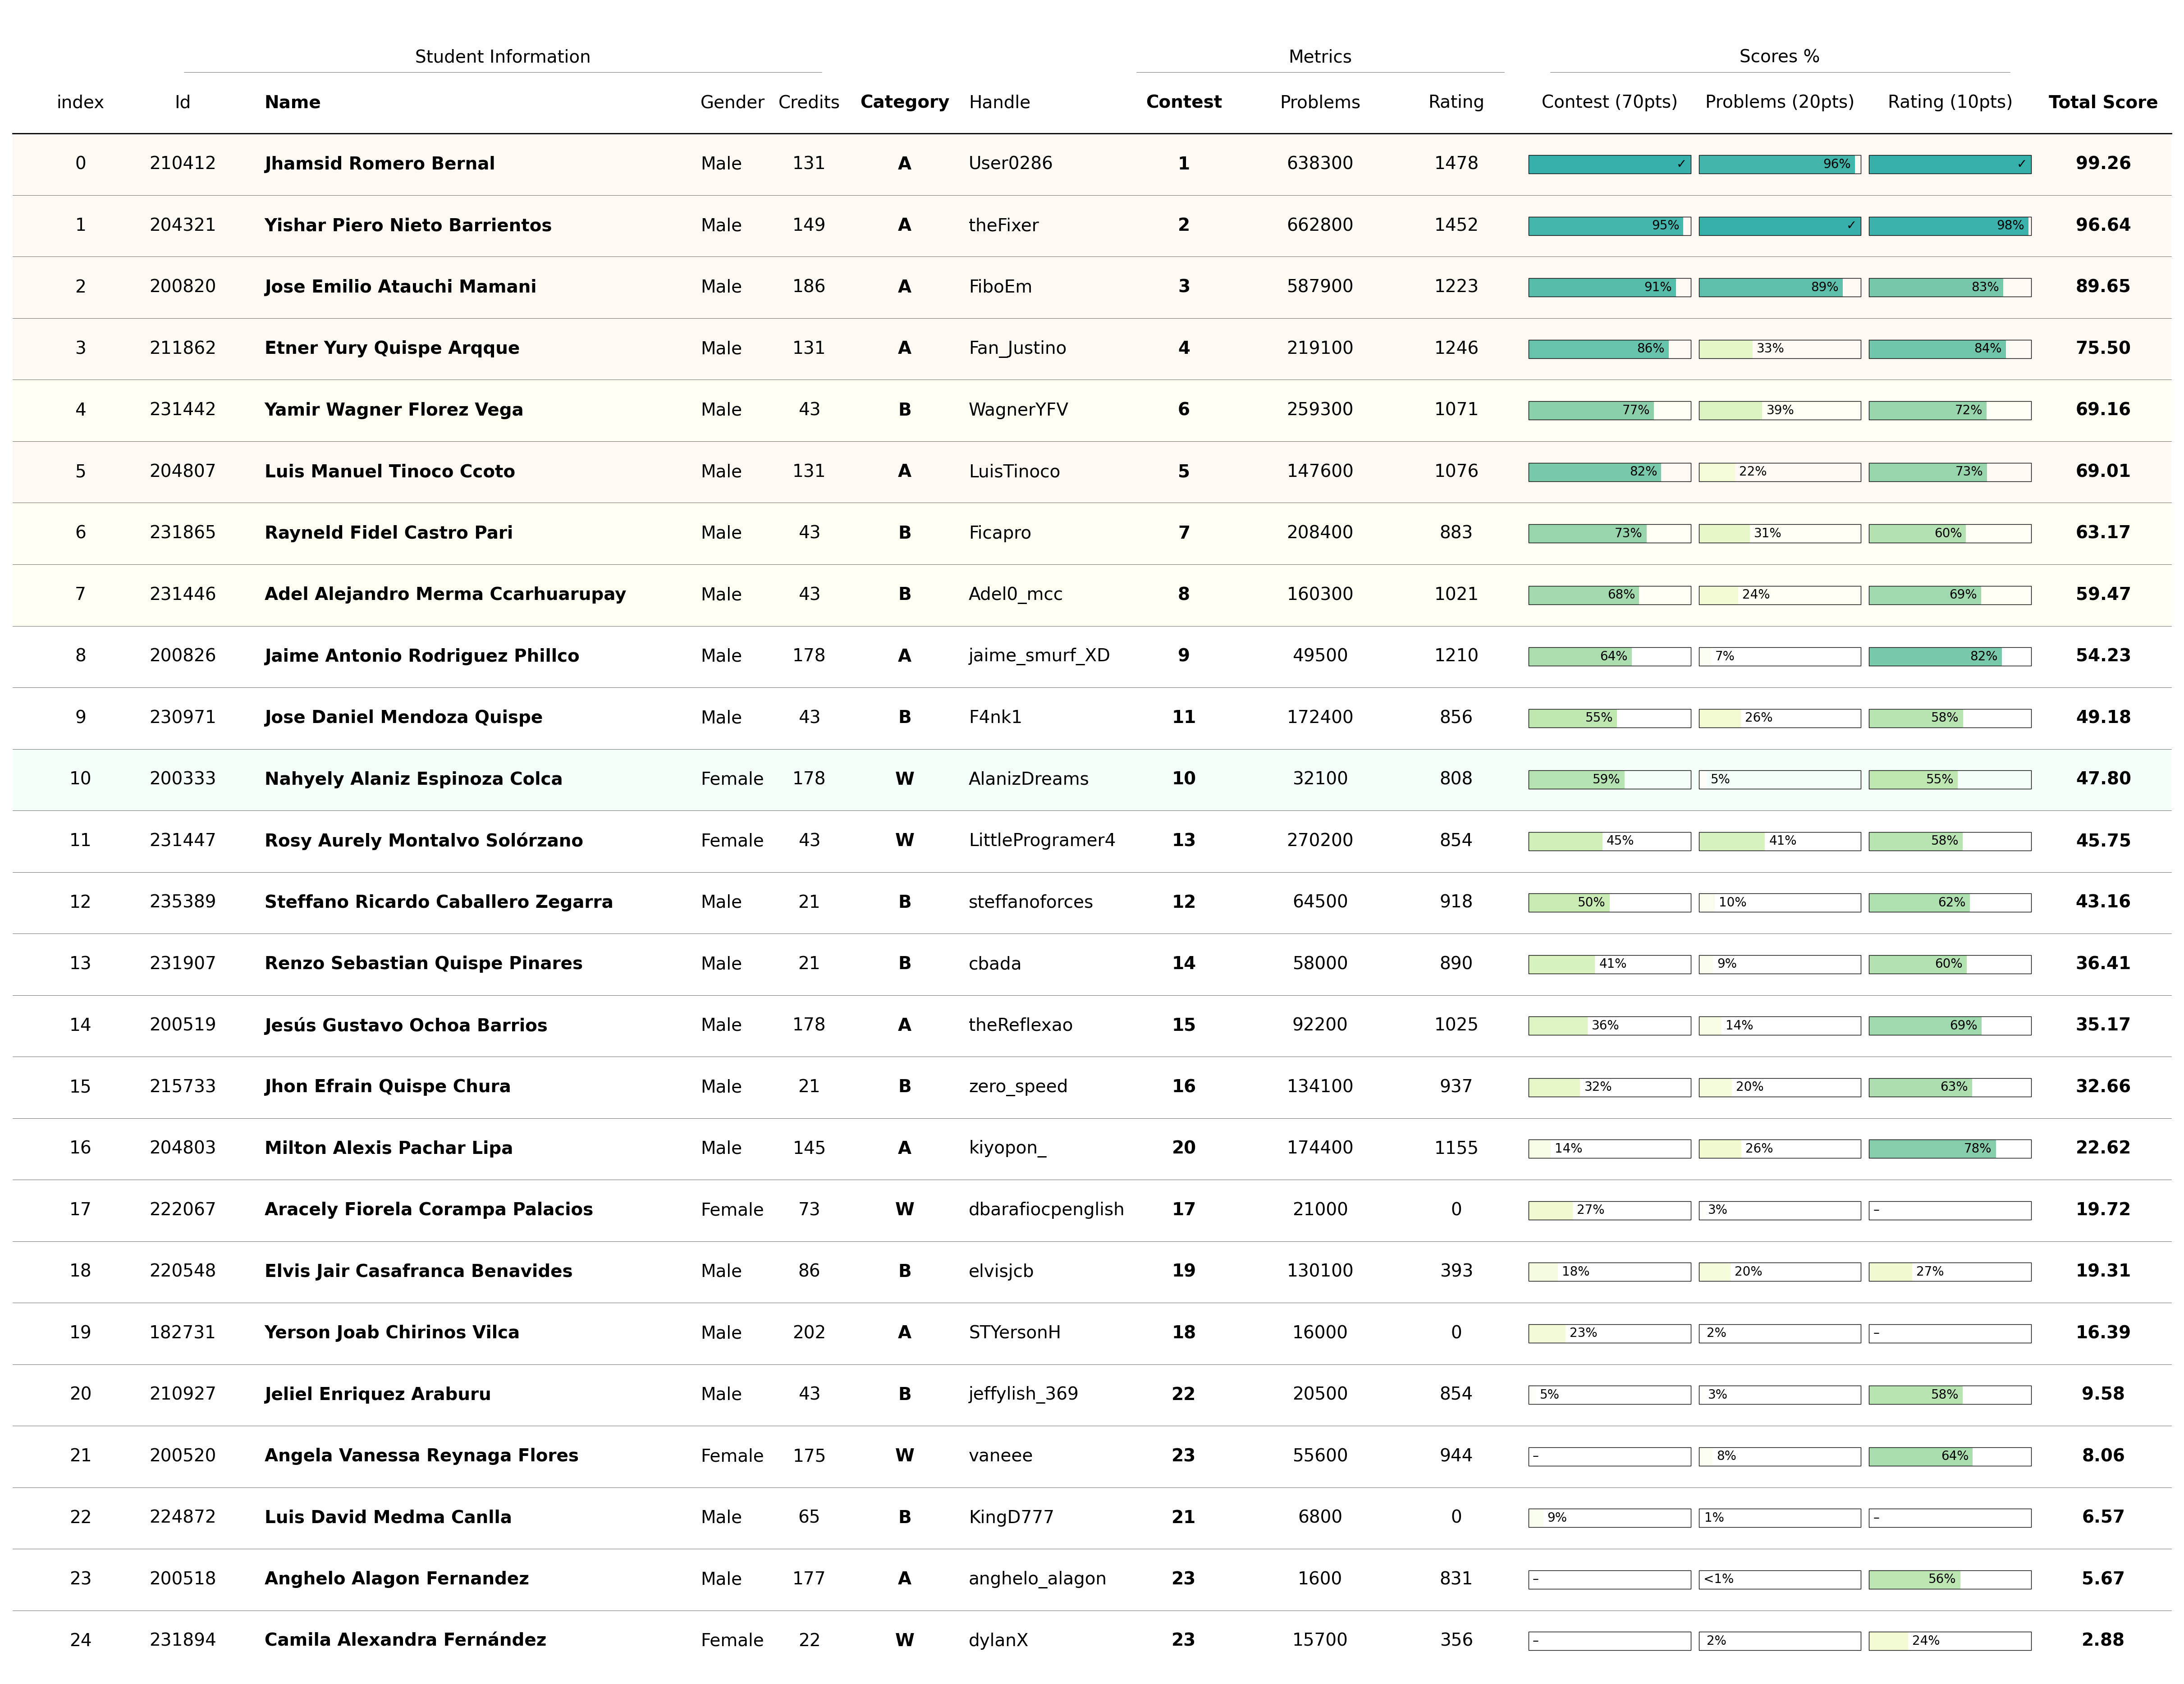 Student Information Metrics Scores %
index Id Name Gender Credits Category Handle Contest Problems Rating Contest (70pts) Problems (20pts) Rating (10pts) Total Score
0 210412 Jhamsid Romero Bernal Male 131 A User0286 1 638300 1478 ✓ 96% ✓ 99.26
1 204321 Yishar Piero Nieto Barrientos Male 149 A theFixer 2 662800 1452 95% ✓ 98% 96.64
2 200820 Jose Emilio Atauchi Mamani Male 186 A FiboEm 3 587900 1223 91% 89% 83% 89.65
3 211862 Etner Yury Quispe Arqque Male 131 A Fan_Justino 4 219100 1246 86% 33% 84% 75.50
4 231442 Yamir Wagner Florez Vega Male 43 B WagnerYFV 6 259300 1071 77% 39% 72% 69.16
5 204807 Luis Manuel Tinoco Ccoto Male 131 A LuisTinoco 5 147600 1076 82% 22% 73% 69.01
6 231865 Rayneld Fidel Castro Pari Male 43 B Ficapro 7 208400 883 73% 31% 60% 63.17
7 231446 Adel Alejandro Merma Ccarhuarupay Male 43 B Adel0_mcc 8 160300 1021 68% 24% 69% 59.47
8 200826 Jaime Antonio Rodriguez Phillco Male 178 A jaime_smurf_XD 9 49500 1210 64% 7% 82% 54.23
9 230971 Jose Daniel Mendoza Quispe Male 43 B F4nk1 11 172400 856 55% 26% 58% 49.18
10 200333 Nahyely Alaniz Espinoza Colca Female 178 W AlanizDreams 10 32100 808 59% 5% 55% 47.80
11 231447 Rosy Aurely Montalvo Solórzano Female 43 W LittleProgramer4 13 270200 854 45% 41% 58% 45.75
12 235389 Steffano Ricardo Caballero Zegarra Male 21 B steffanoforces 12 64500 918 50% 10% 62% 43.16
13 231907 Renzo Sebastian Quispe Pinares Male 21 B cbada 14 58000 890 41% 9% 60% 36.41
14 200519 Jesús Gustavo Ochoa Barrios Male 178 A theReflexao 15 92200 1025 36% 14% 69% 35.17
15 215733 Jhon Efrain Quispe Chura Male 21 B zero_speed 16 134100 937 32% 20% 63% 32.66
16 204803 Milton Alexis Pachar Lipa Male 145 A kiyopon_ 20 174400 1155 14% 26% 78% 22.62
17 222067 Aracely Fiorela Corampa Palacios Female 73 W dbarafiocpenglish 17 21000 0 27% 3% – 19.72
18 220548 Elvis Jair Casafranca Benavides Male 86 B elvisjcb 19 130100 393 18% 20% 27% 19.31
19 182731 Yerson Joab Chirinos Vilca Male 202 A STYersonH 18 16000 0 23% 2% – 16.39
20 210927 Jeliel Enriquez Araburu Male 43 B jeffylish_369 22 20500 854 5% 3% 58% 9.58
21 200520 Angela Vanessa Reynaga Flores Female 175 W vaneee 23 55600 944 – 8% 64% 8.06
22 224872 Luis David Medma Canlla Male 65 B KingD777 21 6800 0 9% 1% – 6.57
23 200518 Anghelo Alagon Fernandez Male 177 A anghelo_alagon 23 1600 831 – <1% 56% 5.67
24 231894 Camila Alexandra Fernández Female 22 W dylanX 23 15700 356 – 2% 24% 2.88